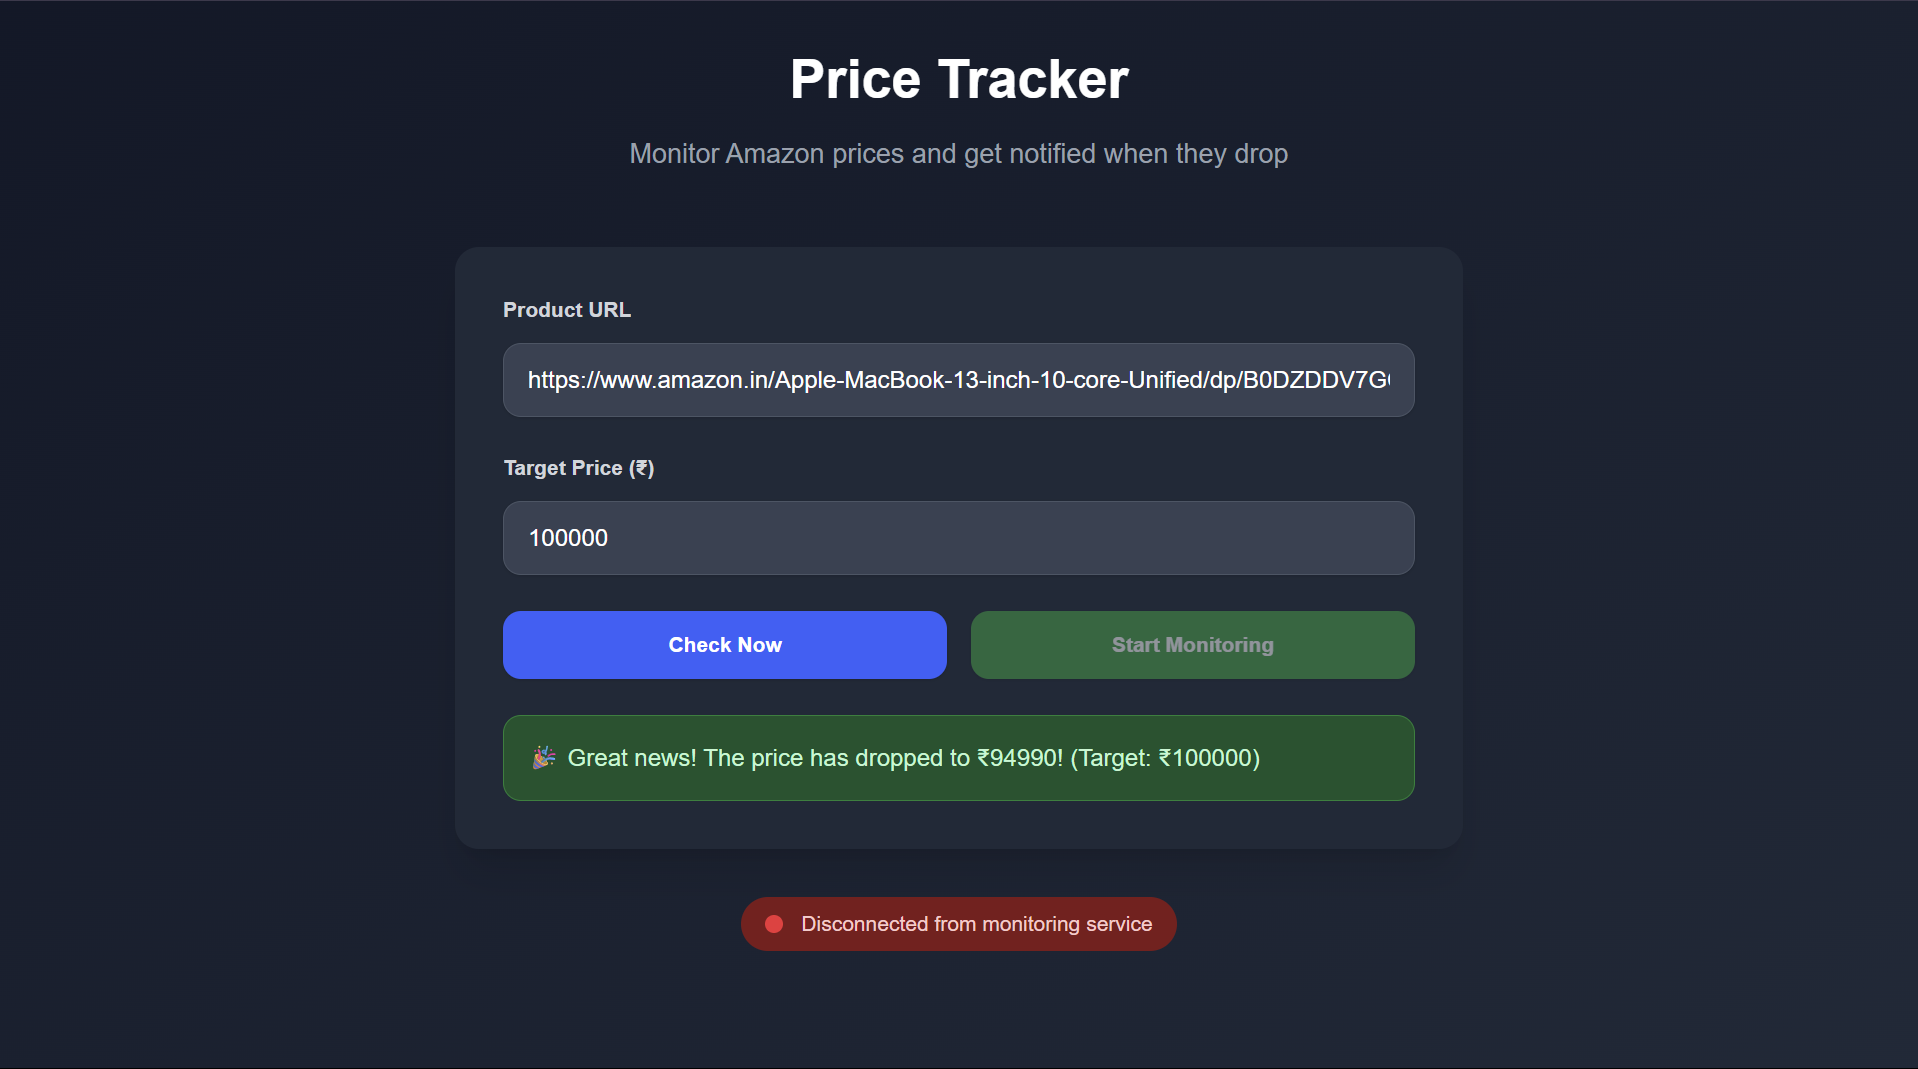 Price Tracker
Monitor Amazon prices and get notified when they drop
Product URL
https://www.amazon.in/Apple-MacBook-13-inch-10-core-Unified/dp/B0DZDDV7G
Target Price (₹)
100000
Check Now
Start Monitoring
🎉 Great news! The price has dropped to ₹94990! (Target: ₹100000)
Disconnected from monitoring service